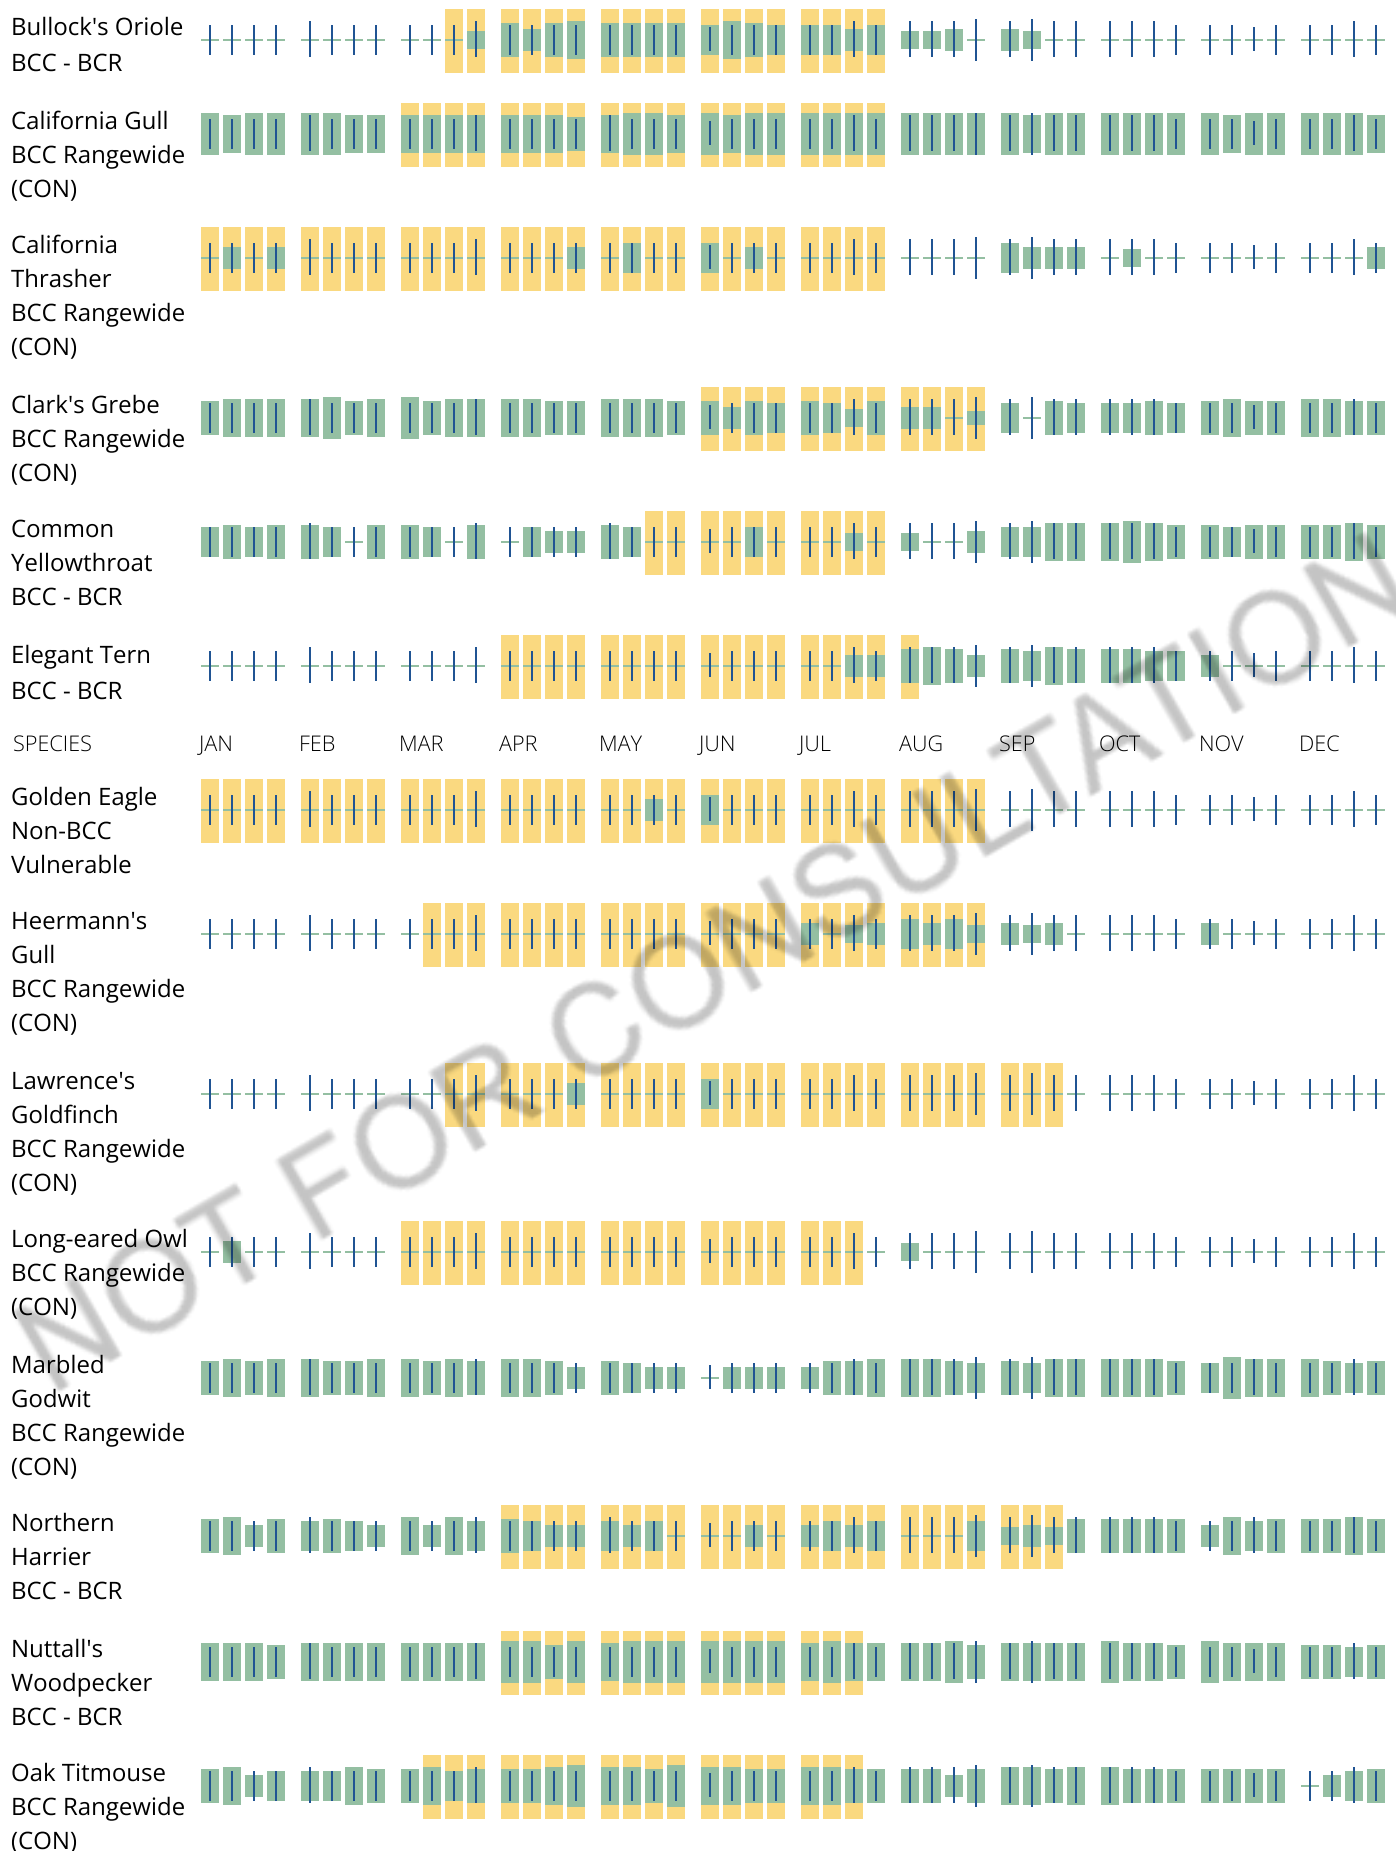 Bullock's Oriole
BCC - BCR
California Gull
BCC Rangewide
(CON)
California
Thrasher
BCC Rangewide
(CON)
Clark's Grebe
BCC Rangewide
(CON)
Common
Yellowthroat
BCC - BCR
Elegant Tern
BCC - BCR
SPECIES JAN FEB MAR APR MAY JUN JUL AUG SEP OCT NOV DEC
Golden Eagle
Non-BCC
Vulnerable
Heermann's
Gull
BCC Rangewide
(CON)
Lawrence's
Goldfinch
BCC Rangewide
(CON)
Long-eared Owl
BCC Rangewide
(CON)
Marbled
Godwit
BCC Rangewide
(CON)
Northern
Harrier
BCC - BCR
Nuttall's
Woodpecker
BCC - BCR
Oak Titmouse
BCC Rangewide
(CON)
NOT FOR CONSULTATION